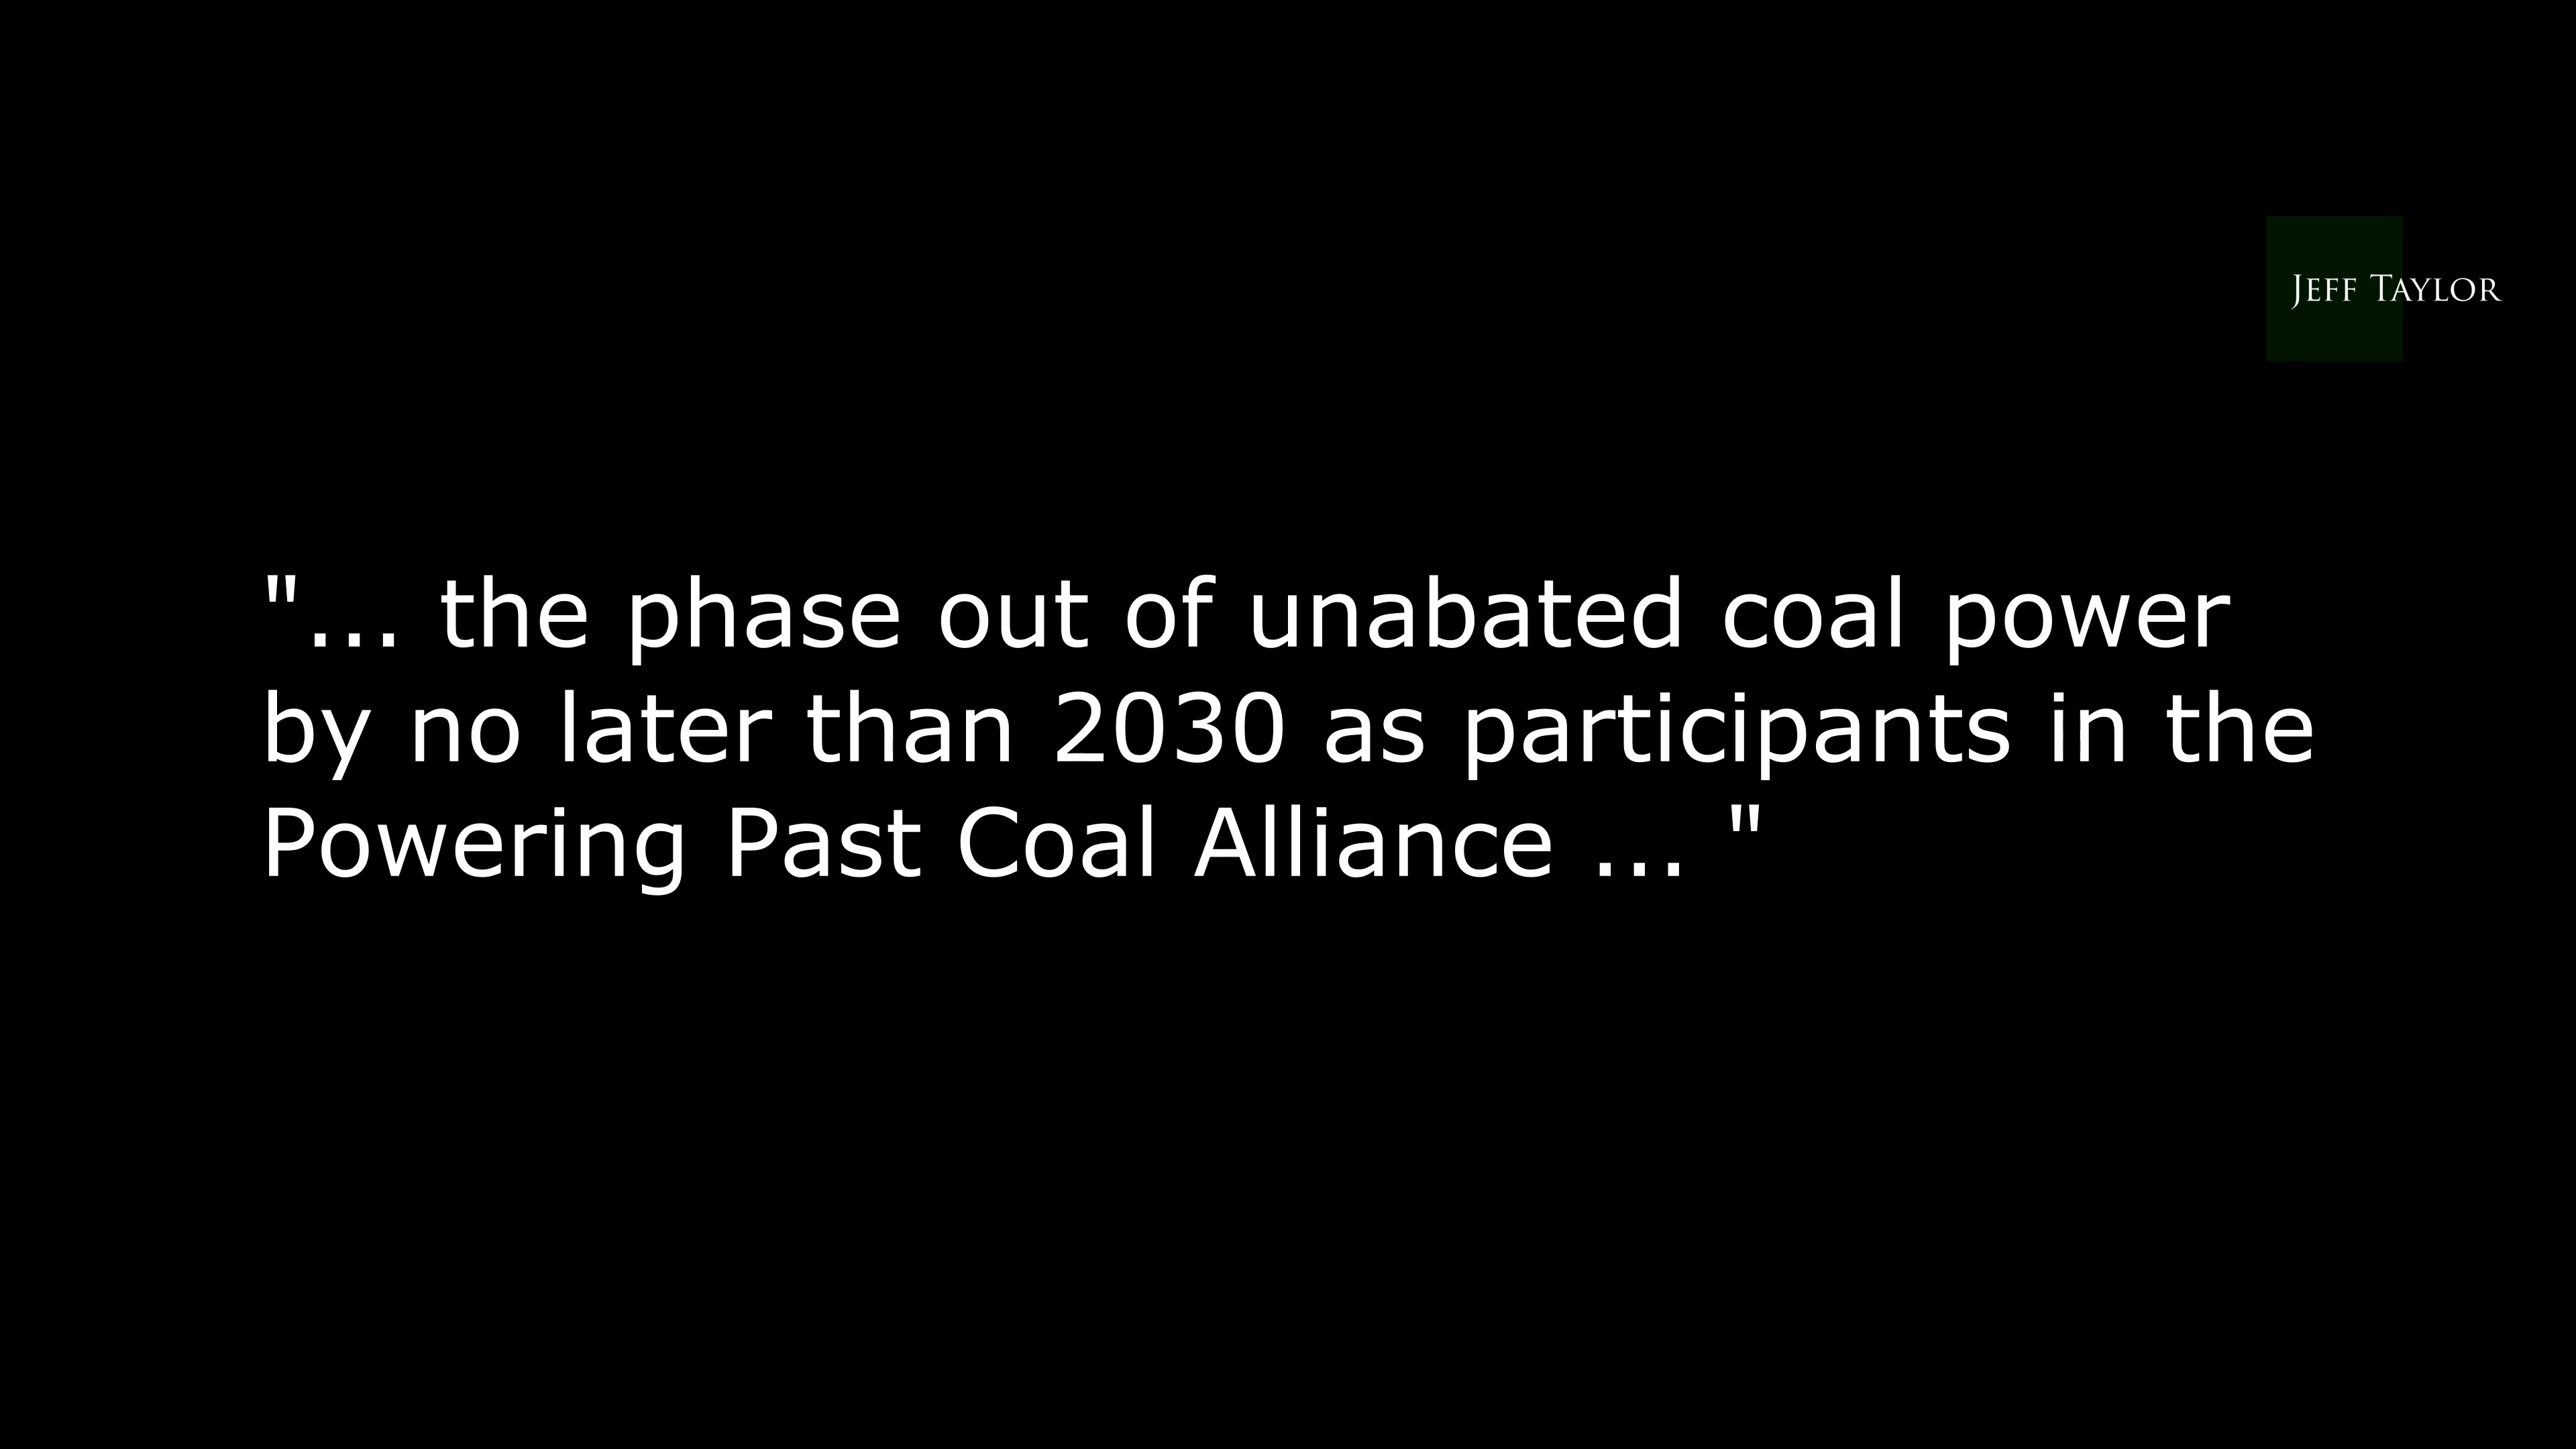 JEFF TAYLOR
"... the phase out of unabated coal power
by no later than 2030 as participants in the
Powering Past Coal Alliance ... "